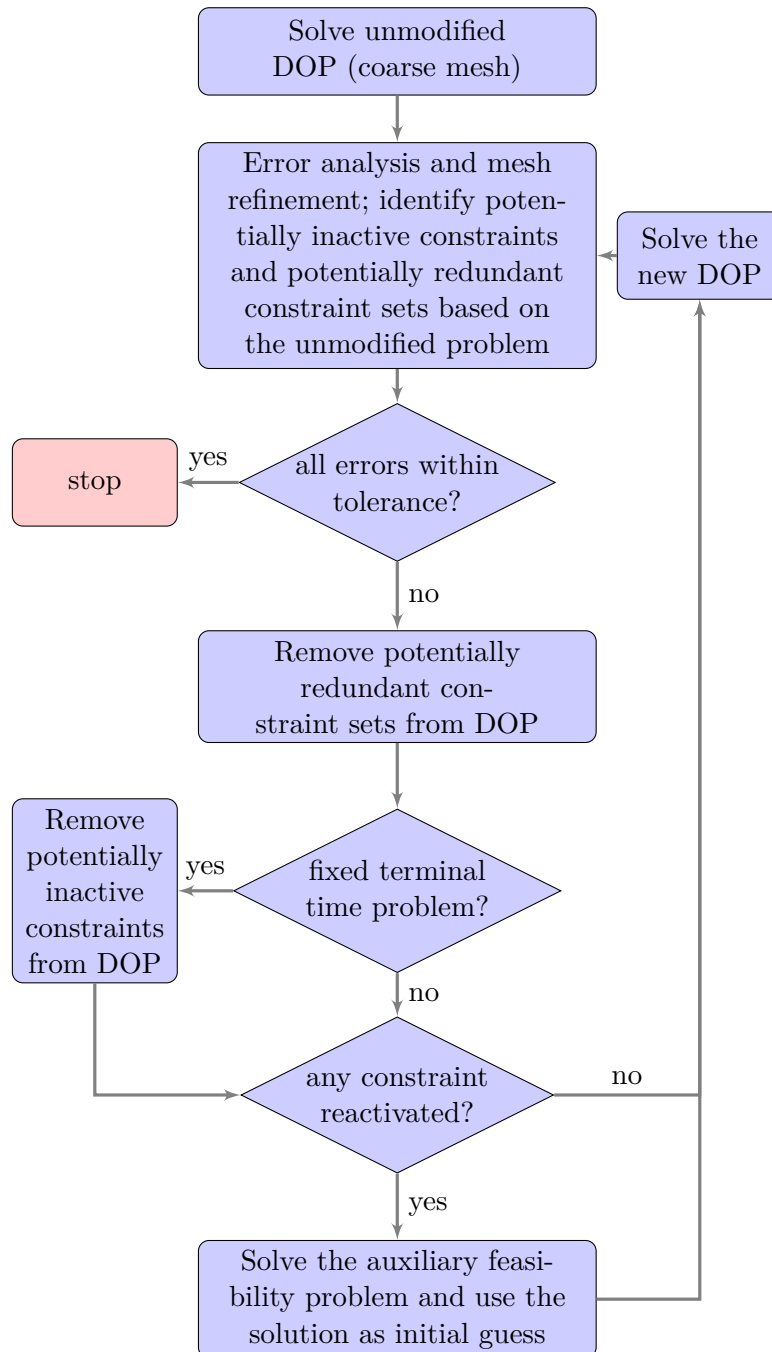 Solve unmodified
DOP (coarse mesh)
Error analysis and mesh
refinement; identify poten-
tially inactive constraints
and potentially redundant
constraint sets based on
the unmodified problem
Solve the
new DOP
all errors within
tolerance?
yes
stop
no
Remove potentially
redundant con-
straint sets from DOP
fixed terminal
time problem?
yes
Remove
potentially
inactive
constraints
from DOP
no
any constraint
reactivated?
no
yes
Solve the auxiliary feasi-
bility problem and use the
solution as initial guess